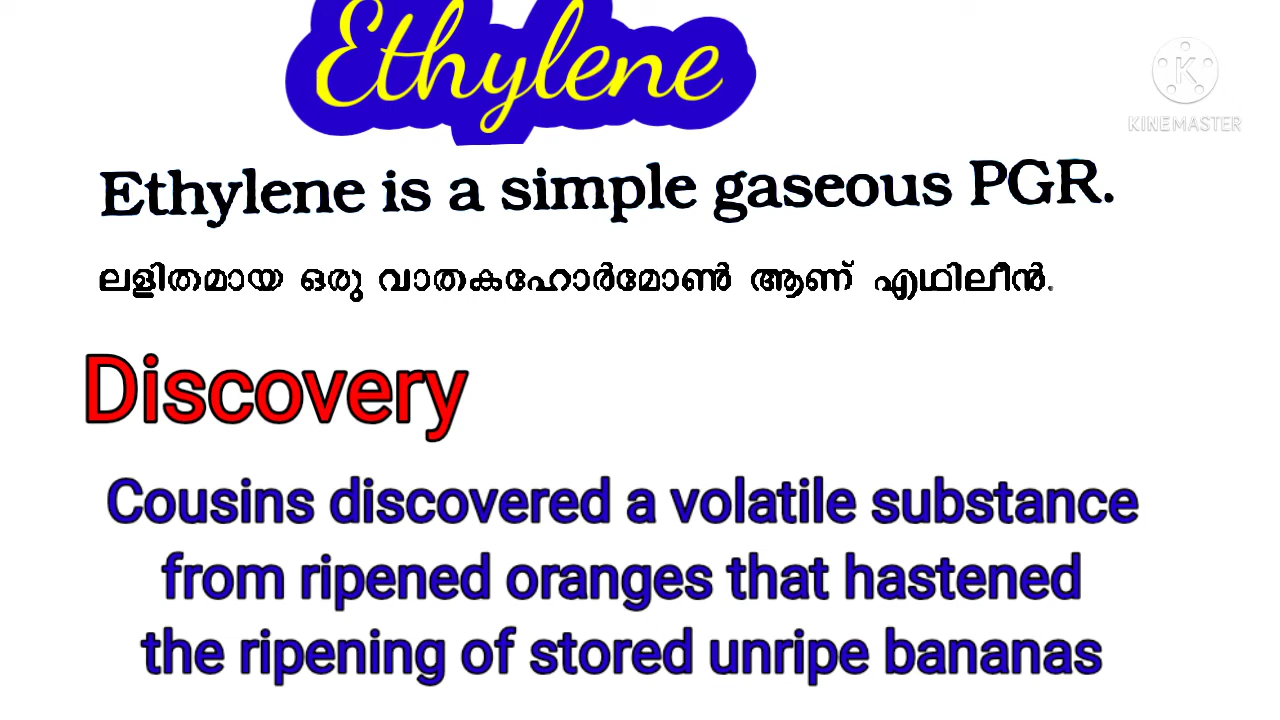 Ethylene
KINEMASTER
Ethylene is a simple gaseous PGR.
ലളിതമായ ഒരു വാതകഹോർമോൺ ആണ് എഥിലീൻ.
Discovery
Cousins discovered a volatile substance
from ripened oranges that hastened
the ripening of stored unripe bananas